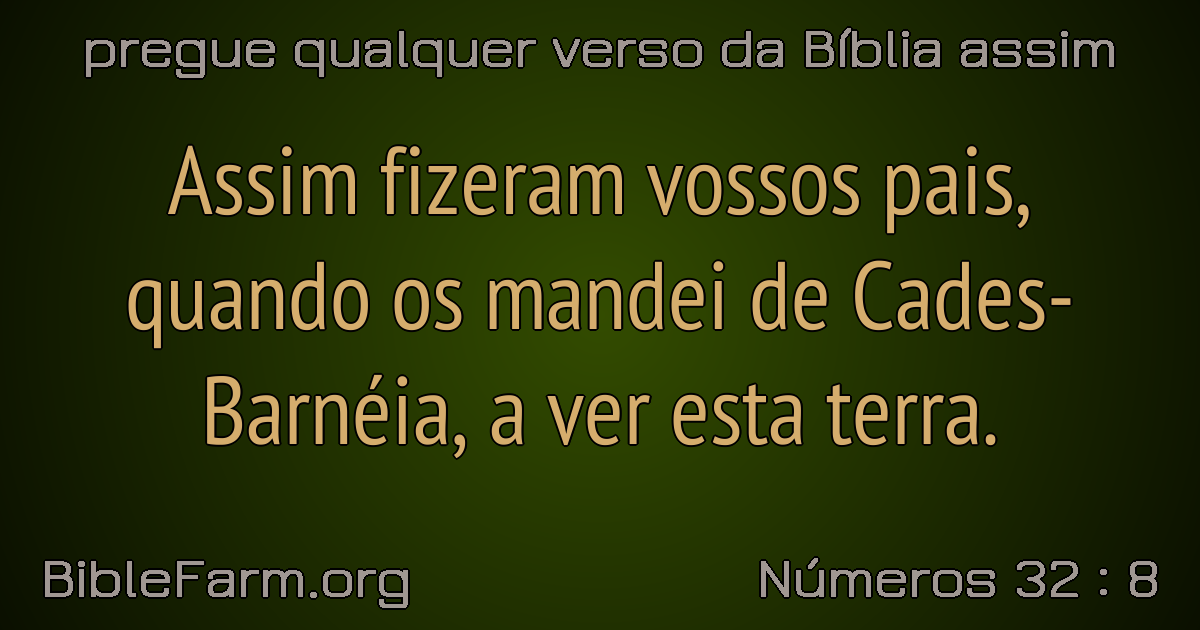 pregue qualquer verso da Bíblia assim
Assim fizeram vossos pais,
quando os mandei de Cades-
Barnéia, a ver esta terra.
BibleFarm.org
Números 32 : 8